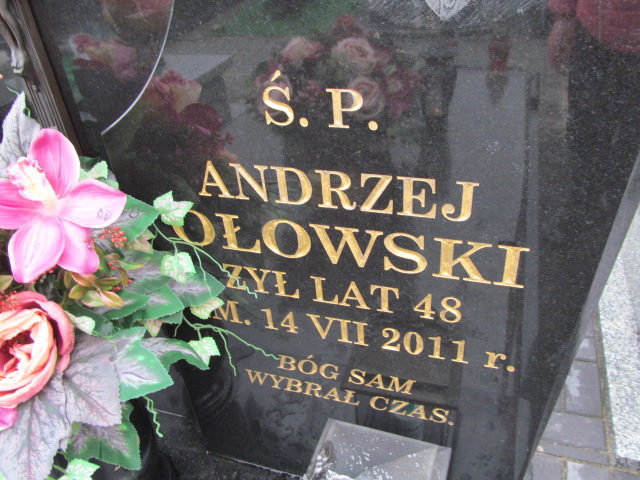 Ś. P.
ANDRZEJ
OŁOWSKI
ŻYŁ LAT 48
M. 14 VII 2011 r.
BÓG SAM
WYBRAŁ CZAS.